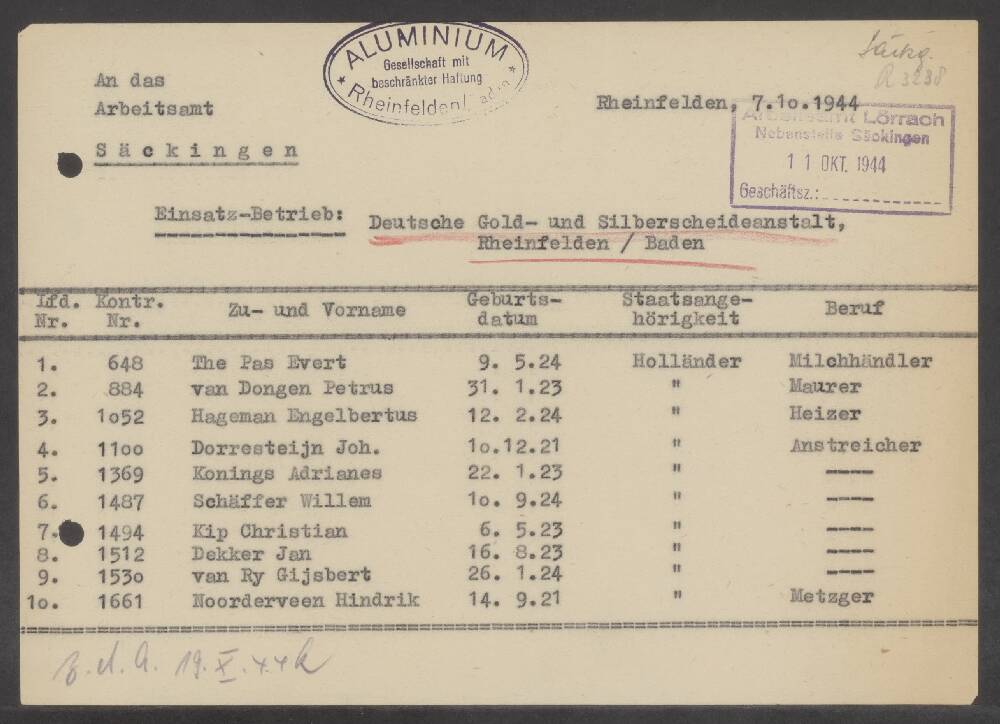 An das
Arbeitsamt
Säckingen
ALUMINIUM
Gesellschaft mit
beschränkter Haftung
Rheinfelden
R 3238
Rheinfelden, 7.1o.1944
Arbeitsamt Lörrach
Nebenstelle Säckingen
1 1 OKT. 1944
Geschäftsz.:
Einsatz-Betrieb: Deutsche Gold- und Silberscheideanstalt,
Rheinfelden / Baden
Lfd. Nr. Kontr. Nr. Zu- und Vorname Geburts-datum Staatsange-hörigkeit Beruf
1. 648 The Pas Evert 9. 5.24 Holländer Milchhändler
2. 884 van Dongen Petrus 31. 1.23 " Maurer
3. 1o52 Hageman Engelbertus 12. 2.24 " Heizer
4. 11oo Dorresteijn Joh. 1o.12.21 " Anstreicher
5. 1369 Konings Adrianes 22. 1.23 " ----
6. 1487 Schäffer Willem 1o. 9.24 " ----
7. 1494 Kip Christian 6. 5.23 " ----
8. 1512 Dekker Jan 16. 8.23 " ----
9. 153o van Ry Gijsbert 26. 1.24 " ----
1o. 1661 Noorderveen Hindrik 14. 9.21 " Metzger
z.d.A. 19.X.44